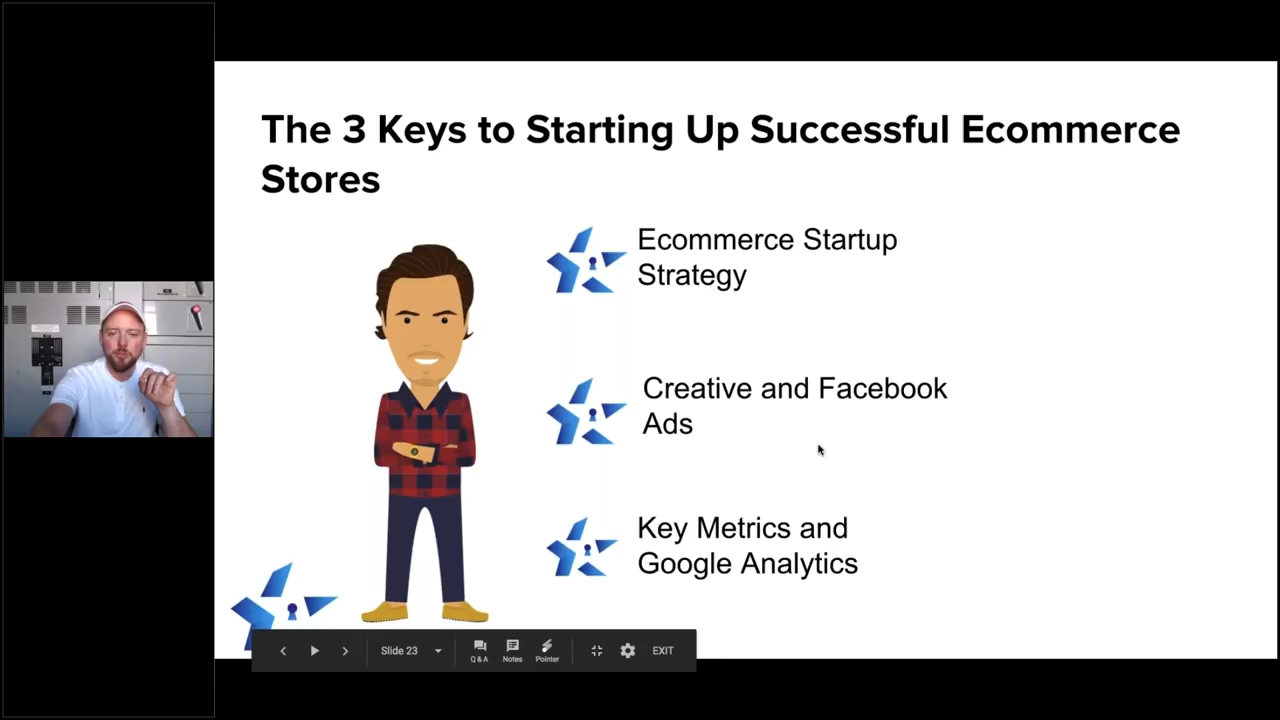 The 3 Keys to Starting Up Successful Ecommerce
Stores
Ecommerce Startup
Strategy
Creative and Facebook
Ads
Key Metrics and
Google Analytics
Slide 23
Q & A
Notes
Pointer
EXIT